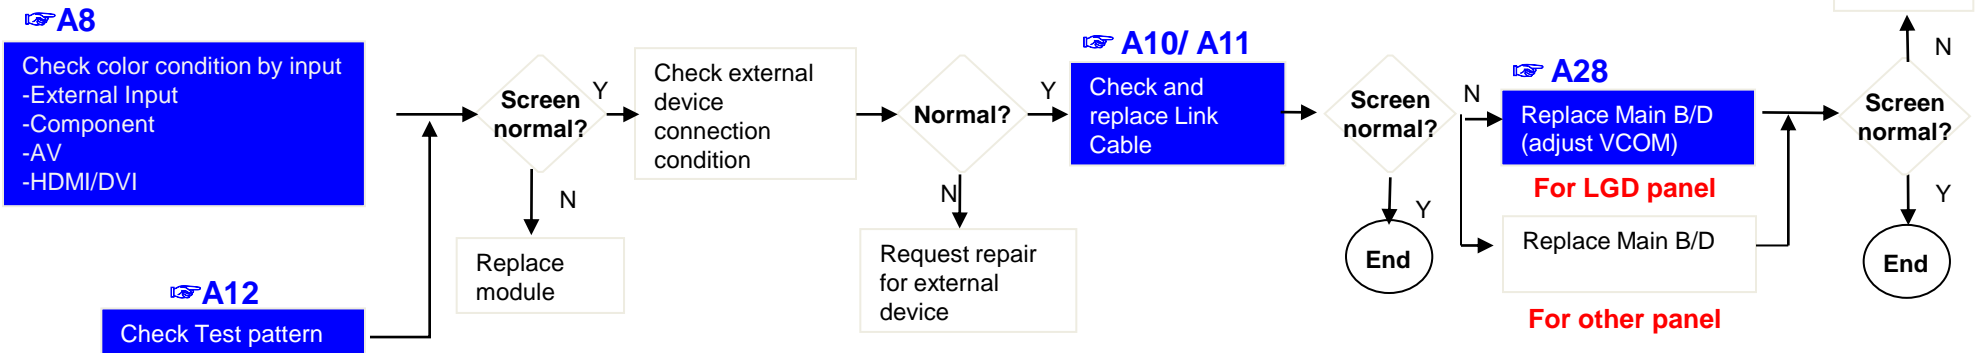 ☞A8
Check color condition by input
-External Input
-Component
-AV
-HDMI/DVI
☞A12
Check Test pattern
Screen
normal?
Y
N
Replace
module
Check external
device
connection
condition
Normal?
Y
N
Request repair
for external
device
☞ A10/ A11
Check and
replace Link
Cable
Screen
normal?
N
Y
End
☞ A28
Replace Main B/D
(adjust VCOM)
For LGD panel
Replace Main B/D
For other panel
N
Screen
normal?
Y
End